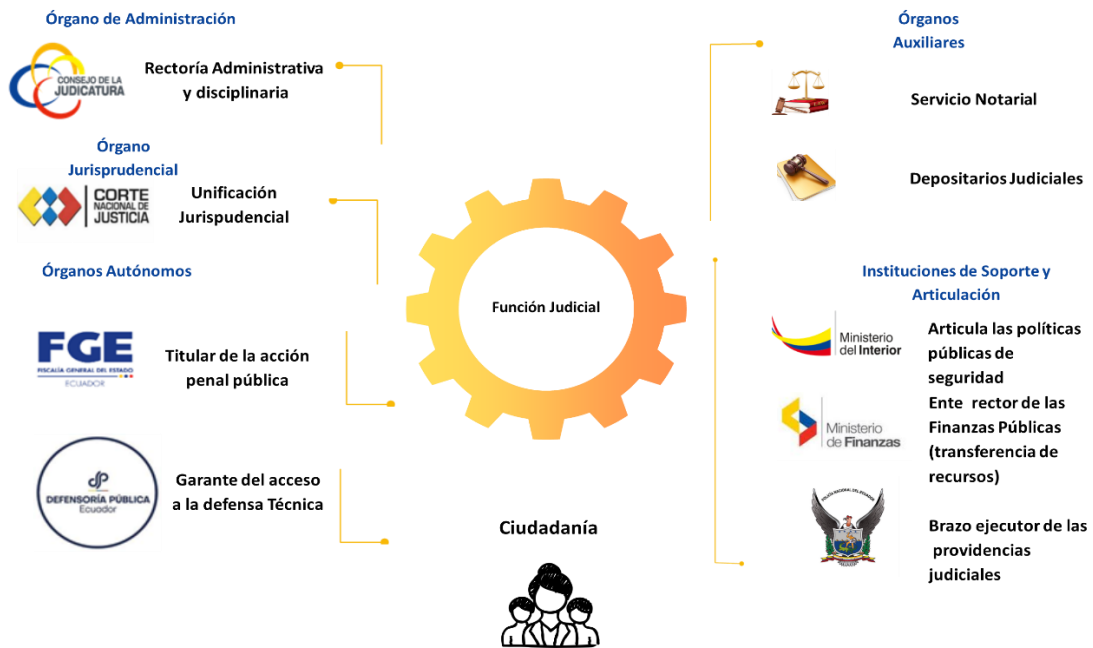 Órgano de Administración
CONSEJO DE LA
JUDICATURA
Rectoría Administrativa
y disciplinaria
Órgano
Jurisprudencial
CORTE
NACIONAL DE
JUSTICIA
Unificación
Jurispudencial
Órganos Autónomos
FGE
FISCALÍA GENERAL DEL ESTADO
ECUADOR
Titular de la acción
penal pública
DEFENSORÍA PÚBLICA
Ecuador
Garante del acceso
a la defensa Técnica
Función Judicial
Ciudadanía
Órganos
Auxiliares
Servicio Notarial
Depositarios Judiciales
Instituciones de Soporte y
Articulación
Ministerio
del Interior
Articula las políticas
públicas de
seguridad
Ministerio
de Finanzas
Ente rector de las
Finanzas Públicas
(transferencia de
recursos)
POLICÍA NACIONAL DEL ECUADOR
Brazo ejecutor de las
providencias
judiciales